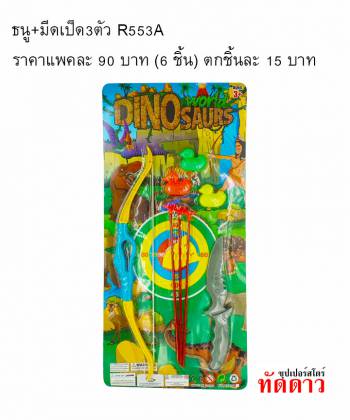 ธนู+มีดเป็ด3ตัว R553A
ราคาแพคละ 90 บาท (6 ชิ้น) ตกชิ้นละ 15 บาท
world
DINOSAURS
ซุปเปอร์สโตร์
ทัดดาว